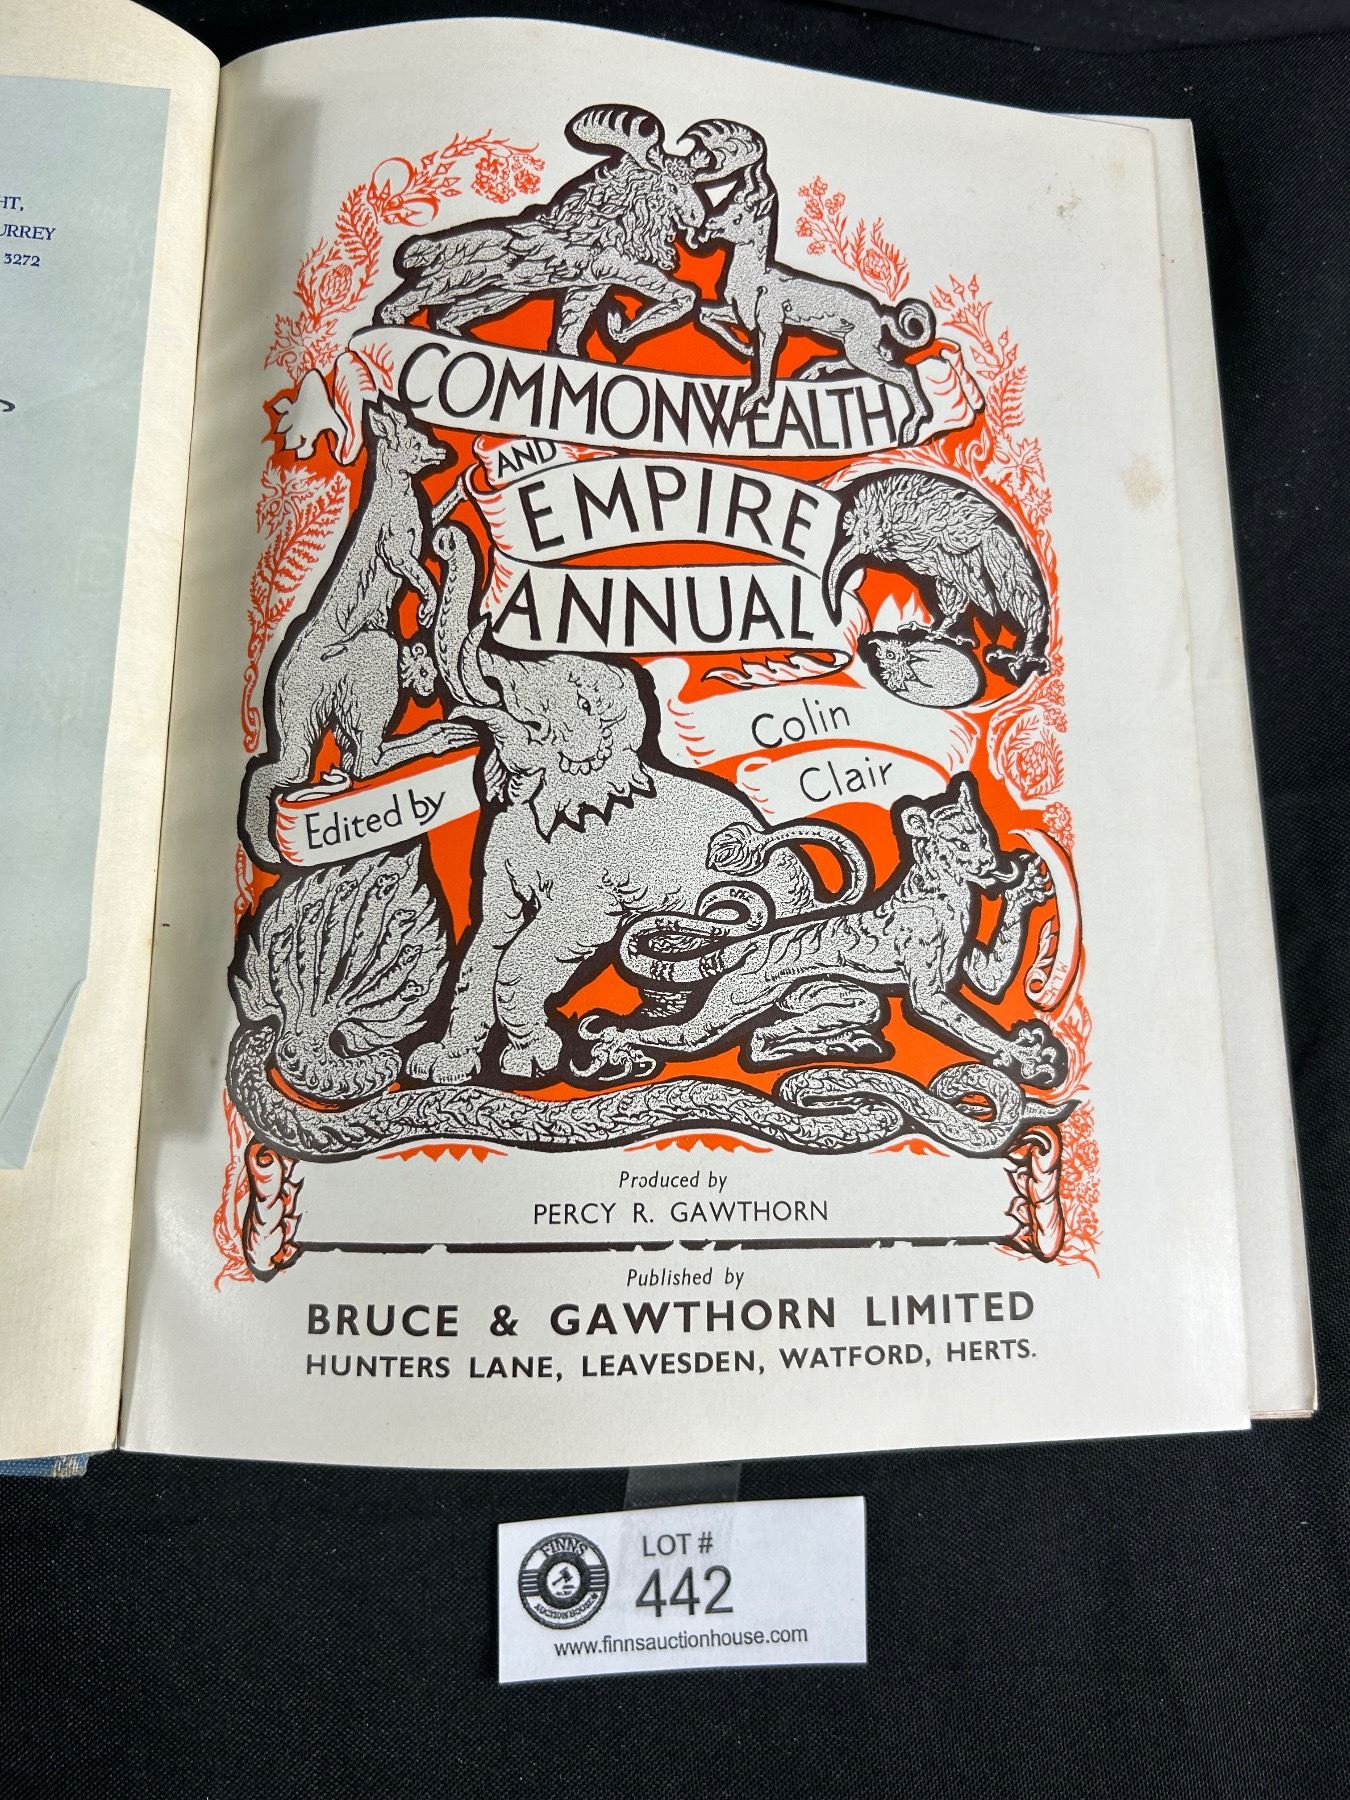 HT,
URREY
3272
COMMONWEALTH
AND
EMPIRE
ANNUAL
Colin
Clair
Edited by
Produced by
PERCY R. GAWTHORN
Published by
BRUCE & GAWTHORN LIMITED
HUNTERS LANE, LEAVESDEN, WATFORD, HERTS.
FINNS
AUCTION HOUSE
LOT #
442
www.finnsauctionhouse.com